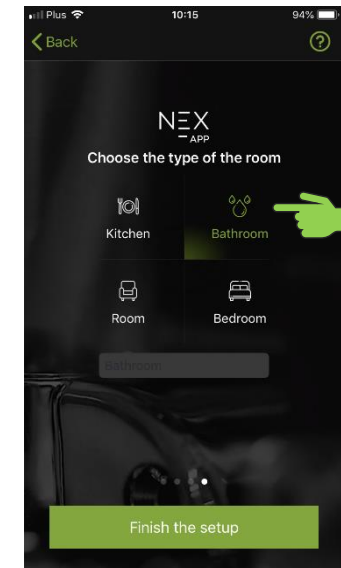 Plus 10:15 94%
Back ?
NEX
APP
Choose the type of the room
Kitchen Bathroom
Room Bedroom
Bathroom
Finish the setup